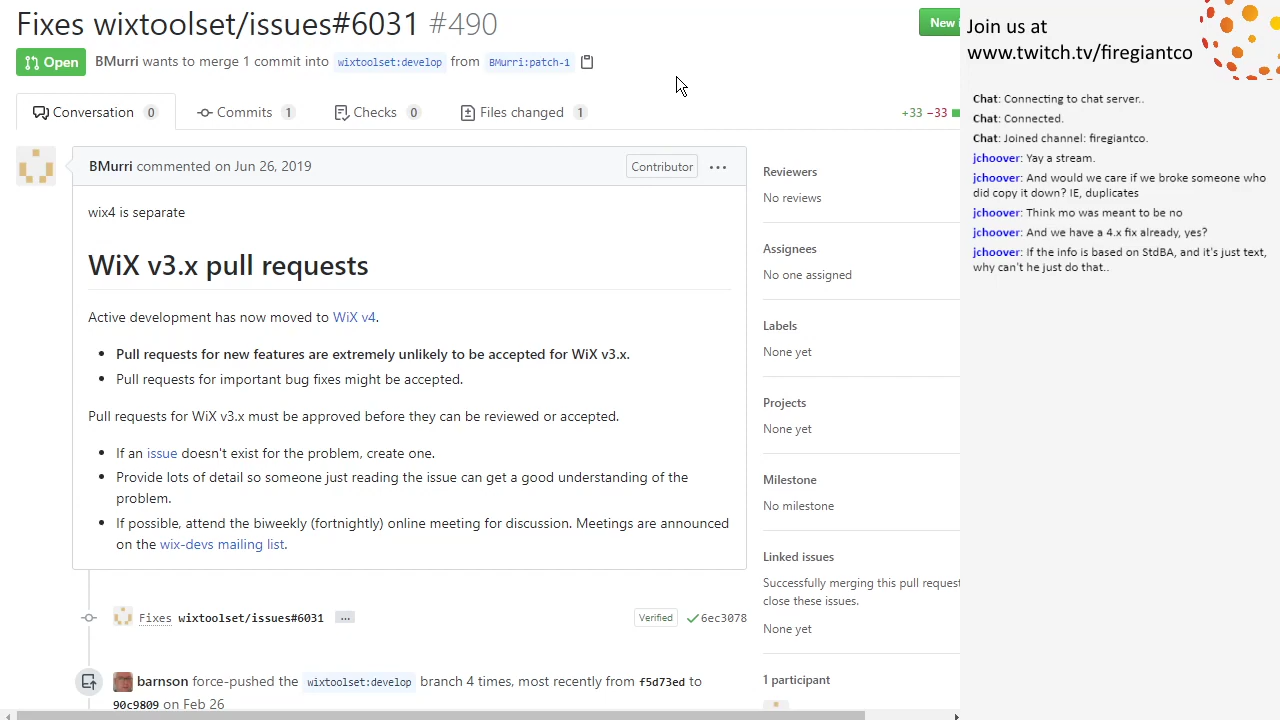 Fixes wixtoolset/issues#6031 #490
New i
Open
BMurri wants to merge 1 commit into wixtoolset:develop from BMurri:patch-1
Conversation 0
Commits 1
Checks 0
Files changed 1
+33 −33
BMurri commented on Jun 26, 2019
Contributor
wix4 is separate
WiX v3.x pull requests
Active development has now moved to WiX v4.
• Pull requests for new features are extremely unlikely to be accepted for WiX v3.x.
• Pull requests for important bug fixes might be accepted.
Pull requests for WiX v3.x must be approved before they can be reviewed or accepted.
• If an issue doesn't exist for the problem, create one.
• Provide lots of detail so someone just reading the issue can get a good understanding of the
problem.
• If possible, attend the biweekly (fortnightly) online meeting for discussion. Meetings are announced
on the wix-devs mailing list.
Fixes wixtoolset/issues#6031 ...
Verified
6ec3078
barnson force-pushed the wixtoolset:develop branch 4 times, most recently from f5d73ed to
90c9809 on Feb 26
Reviewers
No reviews
Assignees
No one assigned
Labels
None yet
Projects
None yet
Milestone
No milestone
Linked issues
Successfully merging this pull request
close these issues.
None yet
1 participant
Join us at
www.twitch.tv/firegiantco
Chat: Connecting to chat server..
Chat: Connected.
Chat: Joined channel: firegiantco.
jchoover: Yay a stream.
jchoover: And would we care if we broke someone who
did copy it down? IE, duplicates
jchoover: Think mo was meant to be no
jchoover: And we have a 4.x fix already, yes?
jchoover: If the info is based on StdBA, and it's just text,
why can't he just do that..